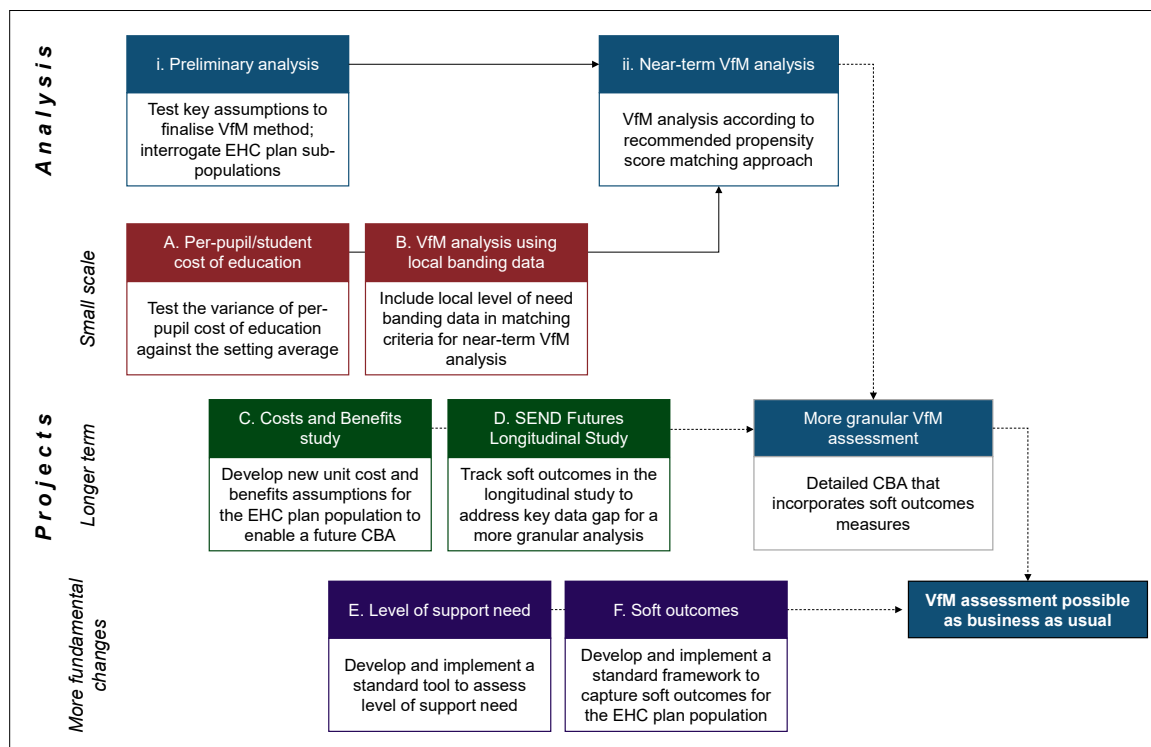 Analysis
i. Preliminary analysis
Test key assumptions to
finalise VfM method;
interrogate EHC plan sub-
populations
ii. Near-term VfM analysis
VfM analysis according to
recommended propensity
score matching approach
Projects
Small scale
A. Per-pupil/student
cost of education
Test the variance of per-
pupil cost of education
against the setting average
B. VfM analysis using
local banding data
Include local level of need
banding data in matching
criteria for near-term VfM
analysis
Longer term
C. Costs and Benefits
study
Develop new unit cost and
benefits assumptions for
the EHC plan population to
enable a future CBA
D. SEND Futures
Longitudinal Study
Track soft outcomes in the
longitudinal study to
address key data gap for a
more granular analysis
More granular VfM
assessment
Detailed CBA that
incorporates soft outcomes
measures
More fundamental
changes
E. Level of support need
Develop and implement a
standard tool to assess
level of support need
F. Soft outcomes
Develop and implement a
standard framework to
capture soft outcomes for
the EHC plan population
VfM assessment possible
as business as usual